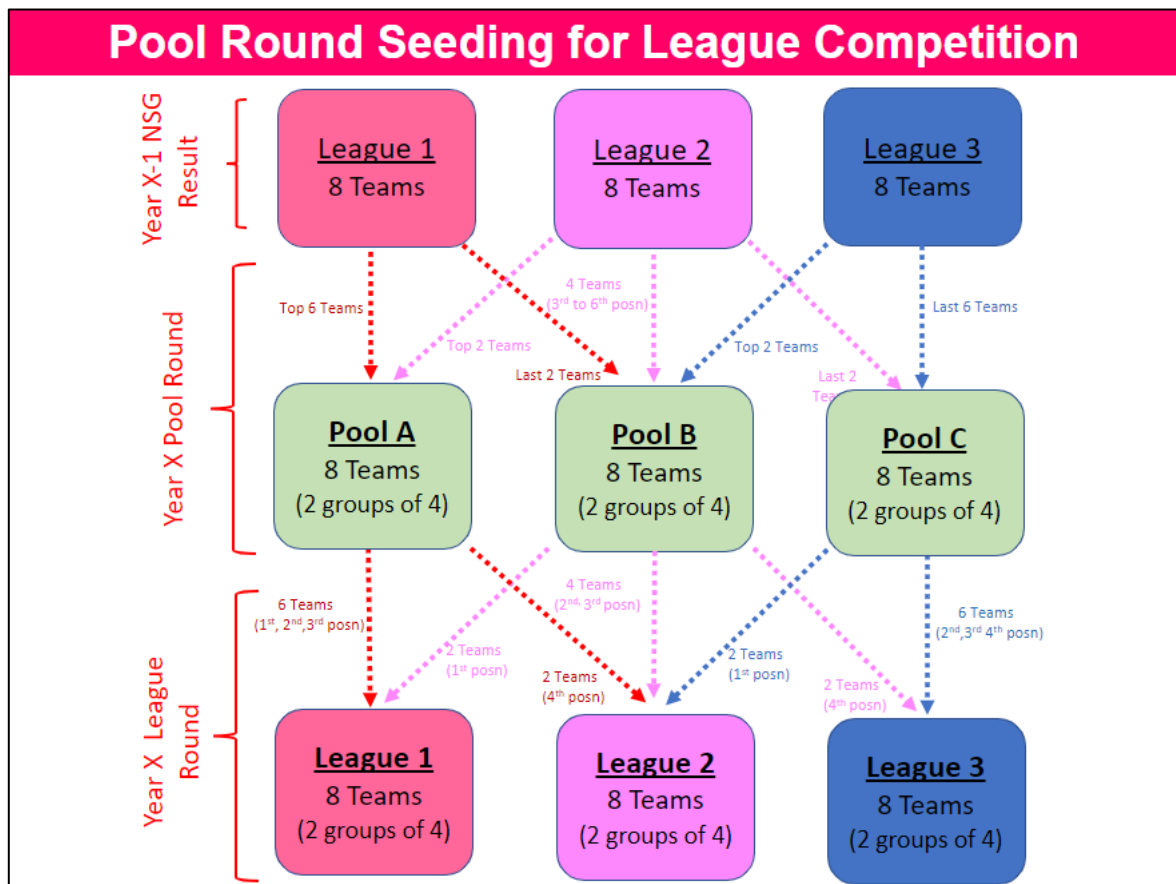 Pool Round Seeding for League Competition
Year X-1 NSG
Result
League 1
8 Teams
League 2
8 Teams
League 3
8 Teams
Year X Pool Round
Top 6 Teams
Top 2 Teams
Last 2 Teams
4 Teams
(3rd to 6th posn)
Top 2 Teams
Last 2
Last 6 Teams
Pool A
8 Teams
(2 groups of 4)
Pool B
8 Teams
(2 groups of 4)
Pool C
8 Teams
(2 groups of 4)
Year X League
Round
6 Teams
(1st, 2nd,3rd posn)
2 Teams
(1st posn)
2 Teams
(4th posn)
4 Teams
(2nd, 3rd posn)
2 Teams
(1st posn)
2 Teams
(4th posn)
6 Teams
(2nd,3rd 4th posn)
League 1
8 Teams
(2 groups of 4)
League 2
8 Teams
(2 groups of 4)
League 3
8 Teams
(2 groups of 4)